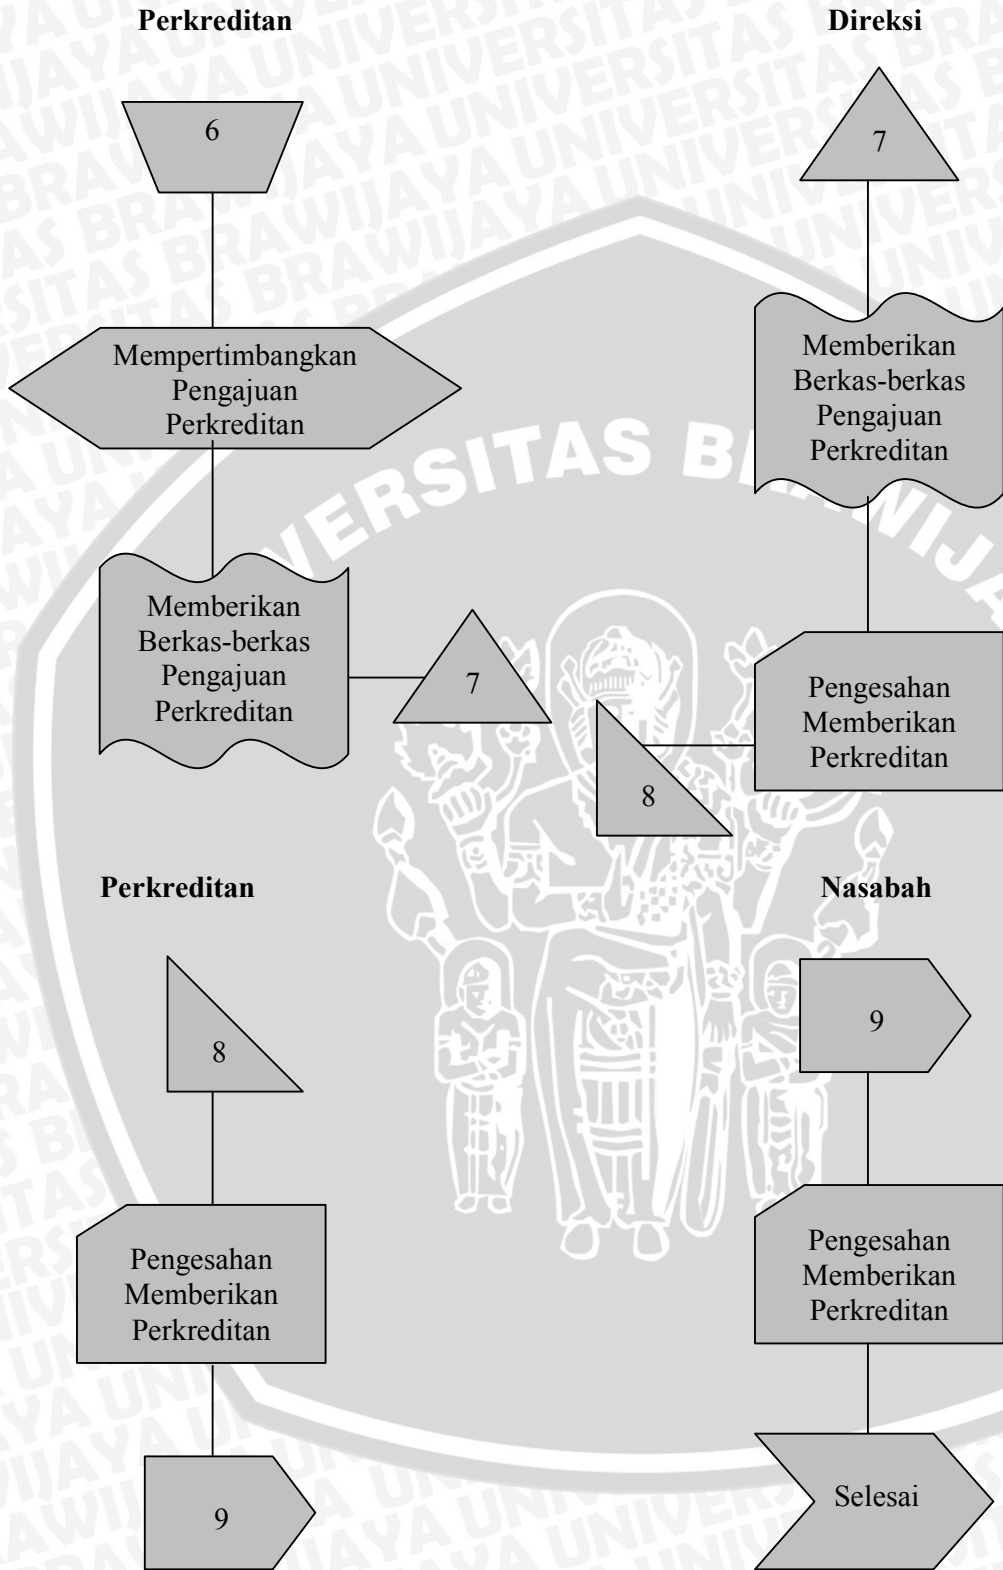 Perkreditan
6
Mempertimbangkan
Pengajuan
Perkreditan
Memberikan
Berkas-berkas
Pengajuan
Perkreditan
7
Direksi
7
Memberikan
Berkas-berkas
Pengajuan
Perkreditan
Pengesahan
Memberikan
Perkreditan
8
Perkreditan
8
Pengesahan
Memberikan
Perkreditan
9
Nasabah
9
Pengesahan
Memberikan
Perkreditan
Selesai